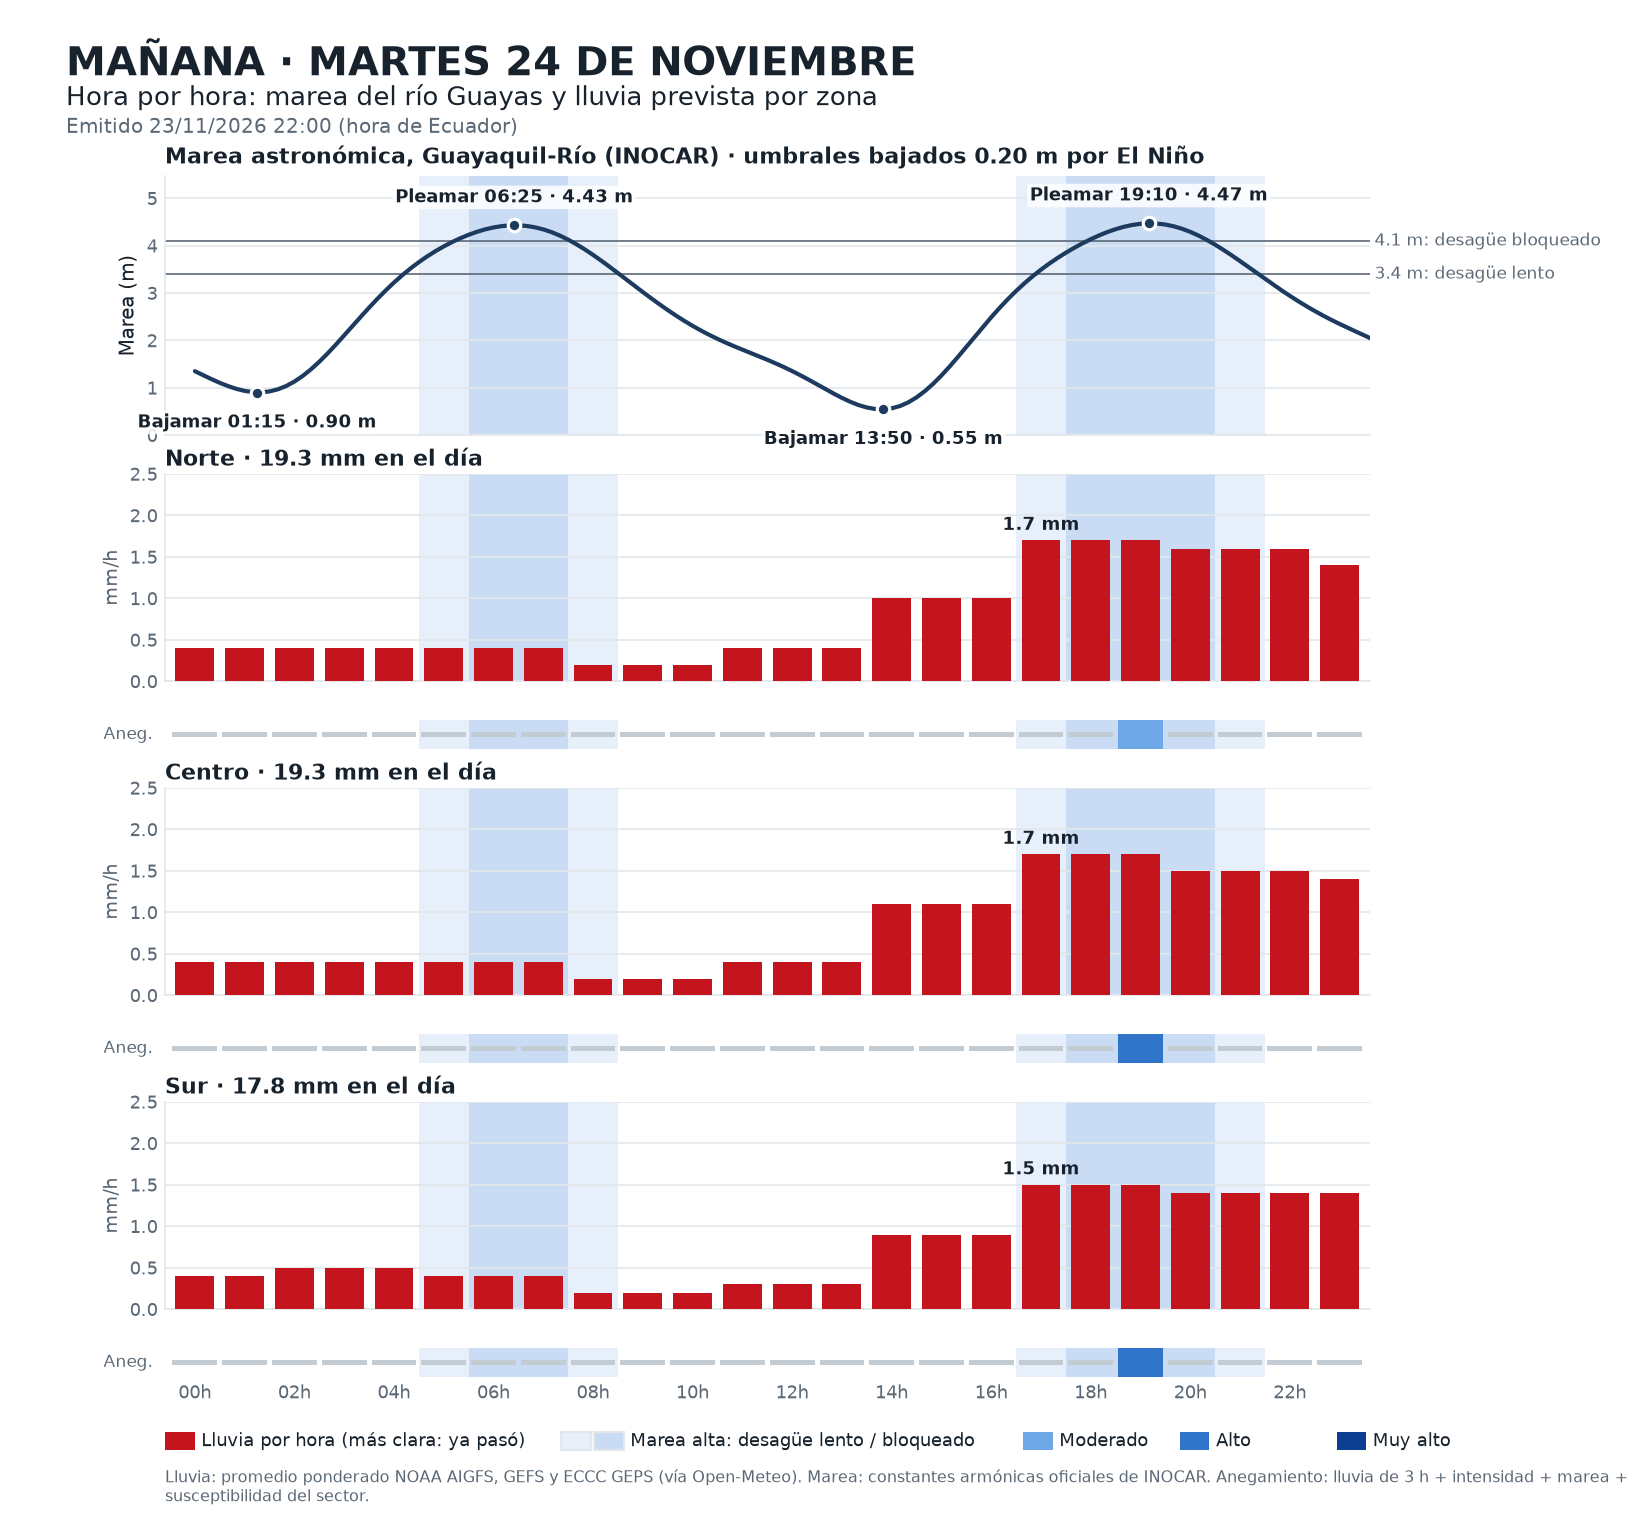 MAÑANA · MARTES 24 DE NOVIEMBRE
Hora por hora: marea del río Guayas y lluvia prevista por zona
Emitido 23/11/2026 22:00 (hora de Ecuador)
Marea astronómica, Guayaquil-Río (INOCAR) · umbrales bajados 0.20 m por El Niño
Marea (m)
5
4
3
2
1
0
Pleamar 06:25 · 4.43 m
Pleamar 19:10 · 4.47 m
4.1 m: desagüe bloqueado
3.4 m: desagüe lento
Bajamar 01:15 · 0.90 m
Bajamar 13:50 · 0.55 m
Norte · 19.3 mm en el día
mm/h
2.5
2.0
1.5
1.0
0.5
0.0
1.7 mm
Aneg.
Centro · 19.3 mm en el día
mm/h
2.5
2.0
1.5
1.0
0.5
0.0
1.7 mm
Aneg.
Sur · 17.8 mm en el día
mm/h
2.5
2.0
1.5
1.0
0.5
0.0
1.5 mm
Aneg.
00h 02h 04h 06h 08h 10h 12h 14h 16h 18h 20h 22h
Lluvia por hora (más clara: ya pasó) Marea alta: desagüe lento / bloqueado Moderado Alto Muy alto
Lluvia: promedio ponderado NOAA AIGFS, GEFS y ECCC GEPS (vía Open-Meteo). Marea: constantes armónicas oficiales de INOCAR. Anegamiento: lluvia de 3 h + intensidad + marea +
susceptibilidad del sector.